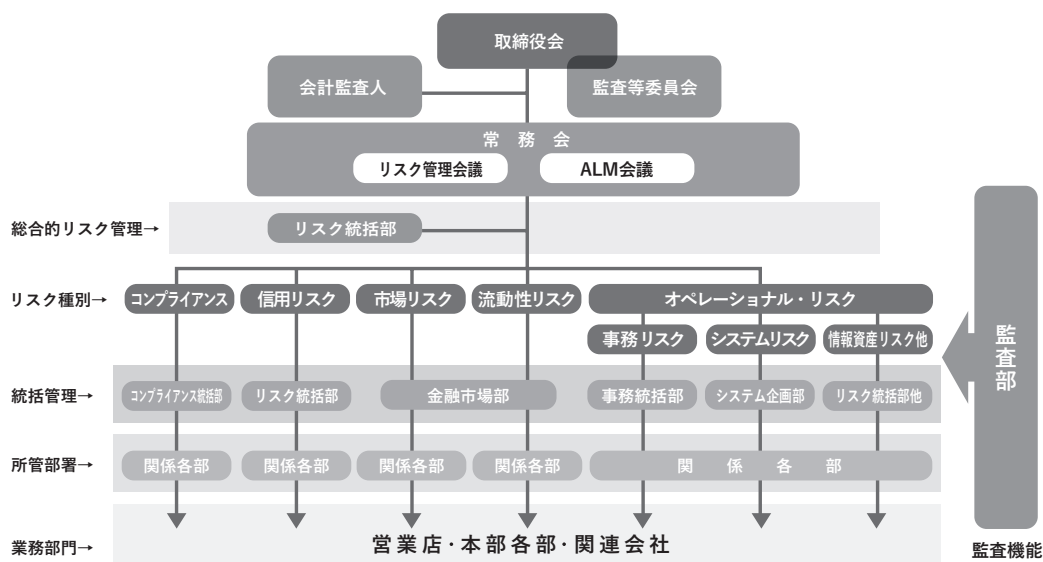 取締役会
会計監査人
監査等委員会
常務会
リスク管理会議
ALM会議
総合的リスク管理→
リスク統括部
リスク種別→
コンプライアンス
信用リスク
市場リスク
流動性リスク
オペレーショナル・リスク
事務リスク
システムリスク
情報資産リスク他
統括管理→
コンプライアンス統括部
リスク統括部
金融市場部
事務統括部
システム企画部
リスク統括部他
所管部署→
関係各部
関係各部
関係各部
関係各部
関係各部
業務部門→
営業店・本部各部・関連会社
監査部
監査機能